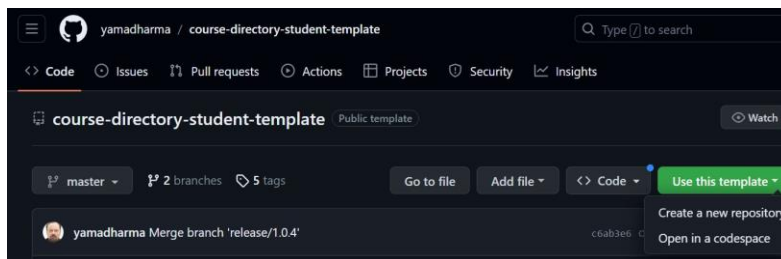 yamadharma / course-directory-student-template
Type / to search
Code Issues Pull requests Actions Projects Security Insights
course-directory-student-template Public template
Watch
master 2 branches 5 tags Go to file Add file <> Code Use this template
Create a new repository
yamadharma Merge branch 'release/1.0.4' c6ab3e6
Open in a codespace